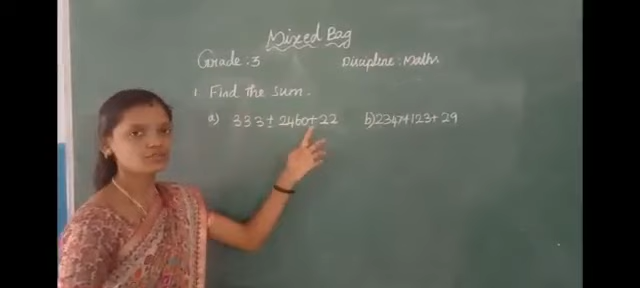 Mixed Bag
Grade : 3 Discipline : Maths
1. Find the sum.
a) 333 + 2460 + 22 b) 2347+123+ 29